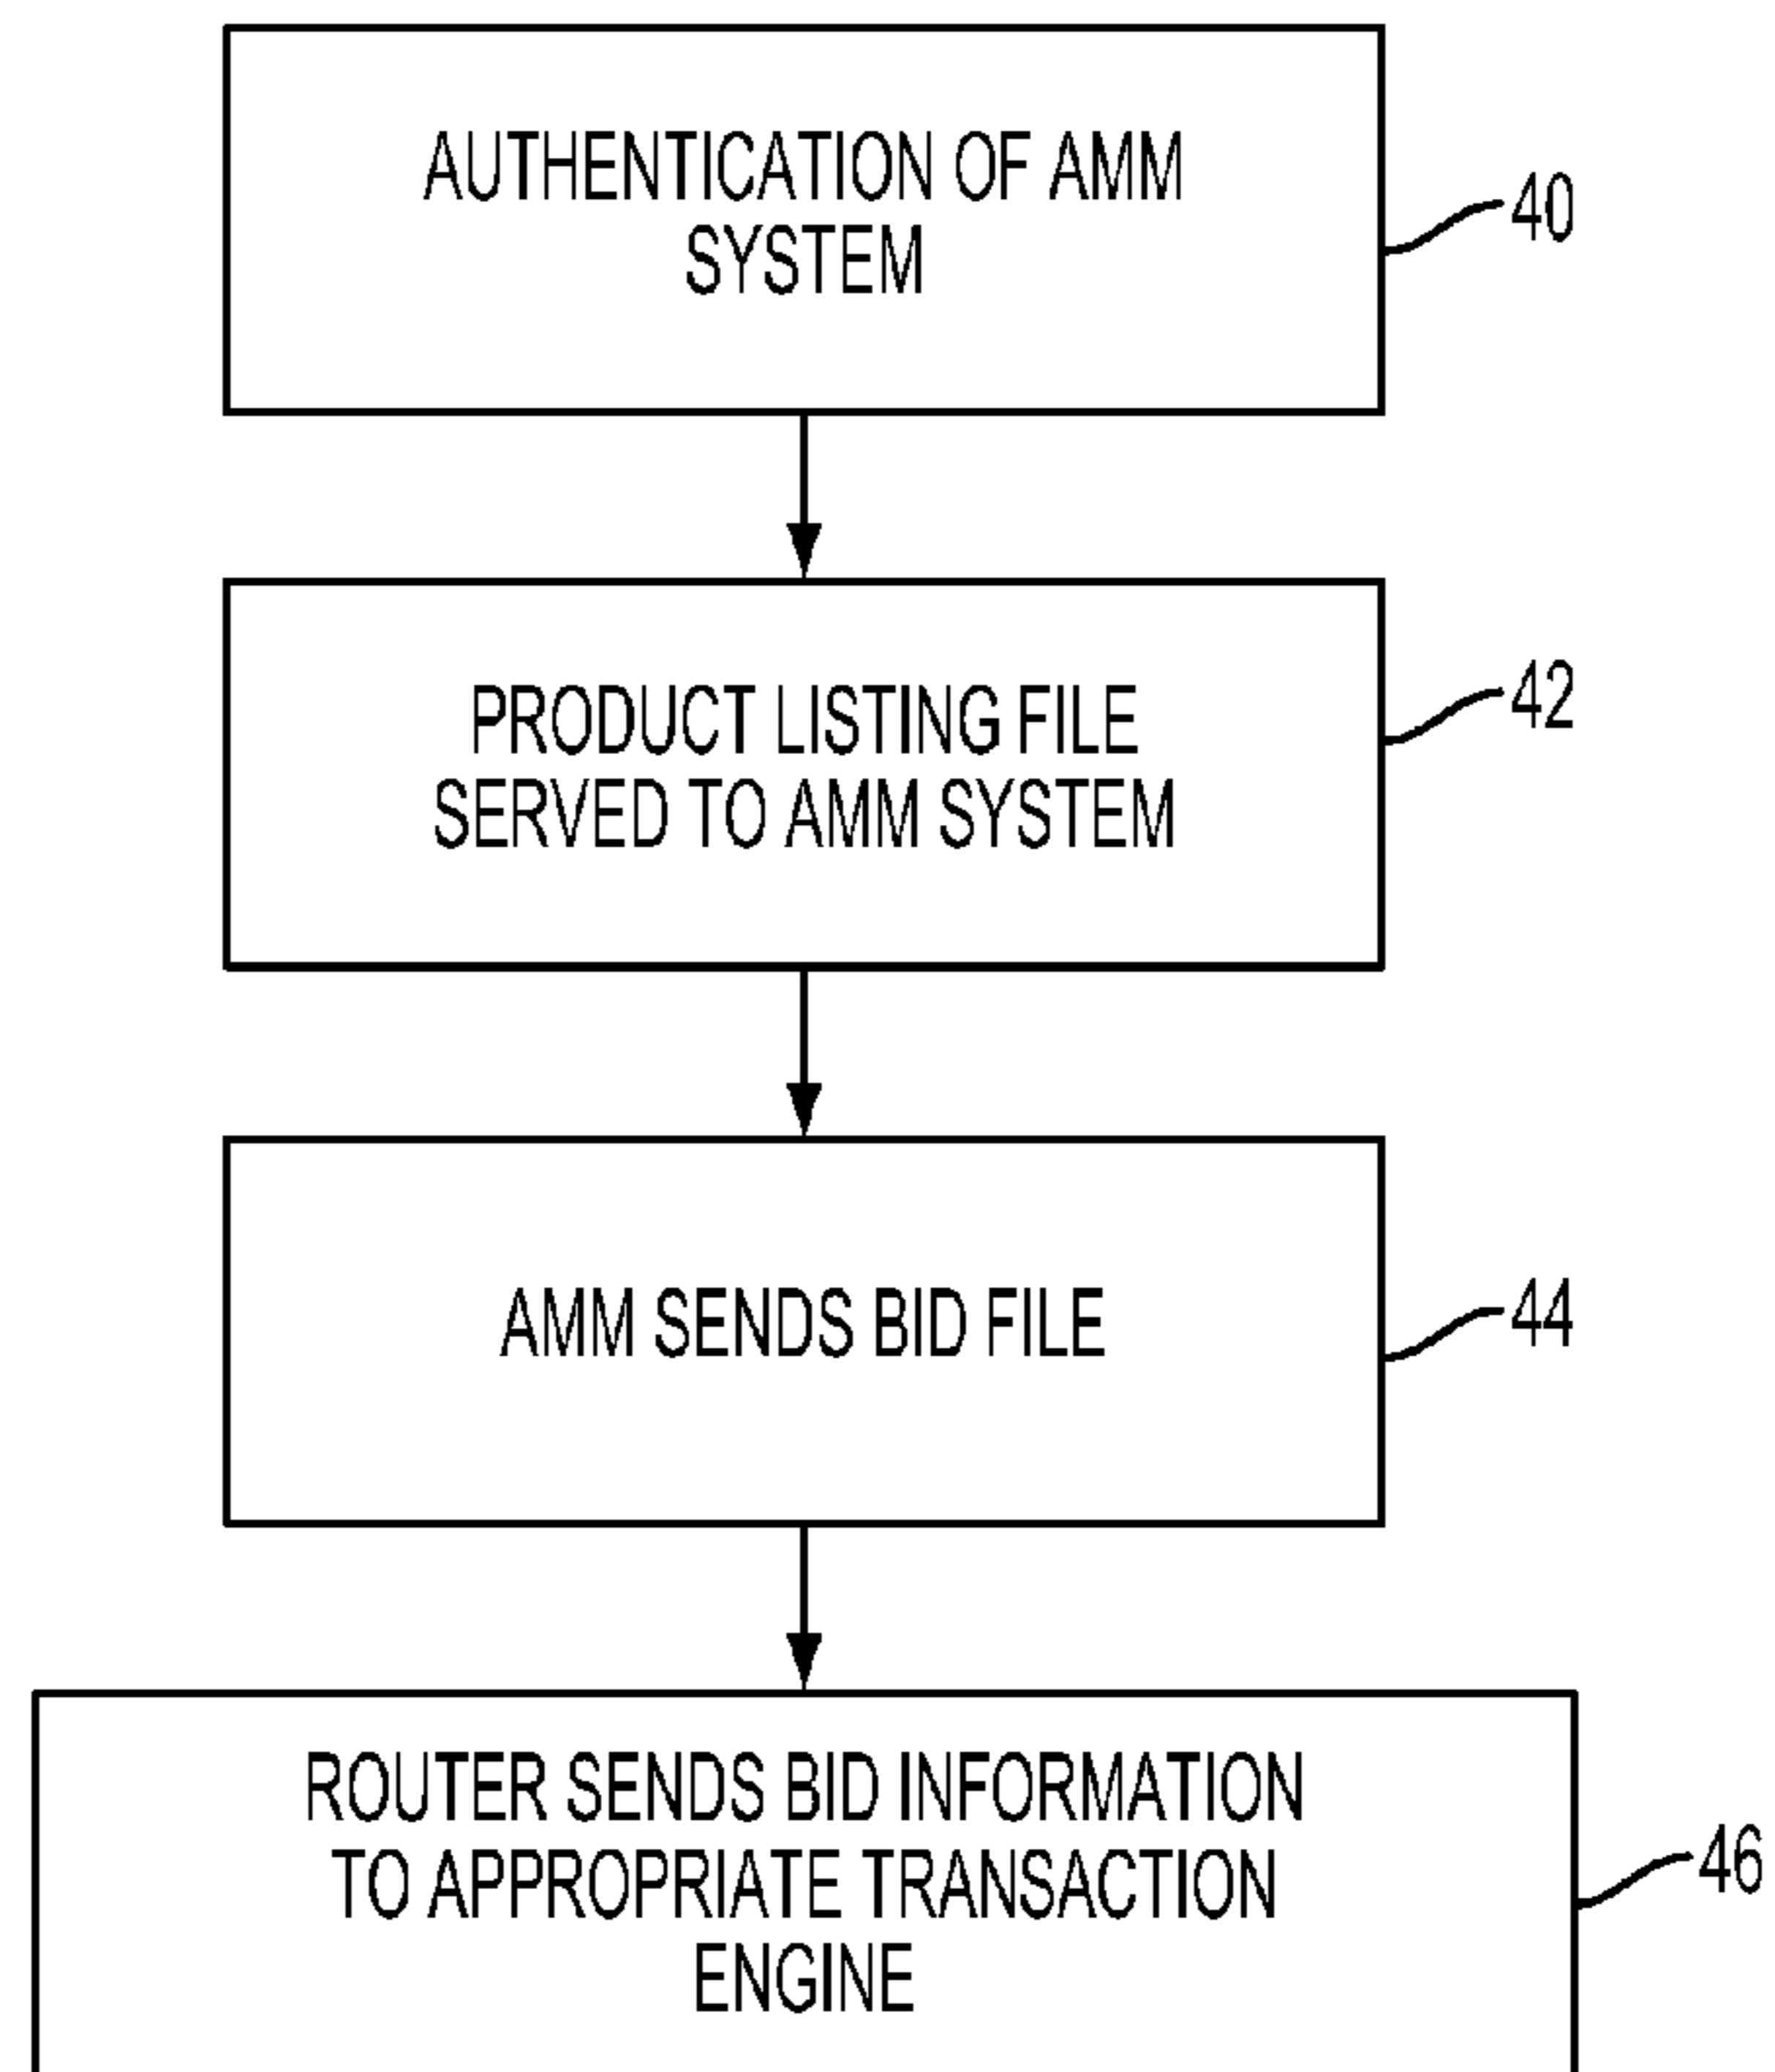 AUTHENTICATION OF AMM
SYSTEM
40
PRODUCT LISTING FILE
SERVED TO AMM SYSTEM
42
AMM SENDS BID FILE
44
ROUTER SENDS BID INFORMATION
TO APPROPRIATE TRANSACTION
ENGINE
46